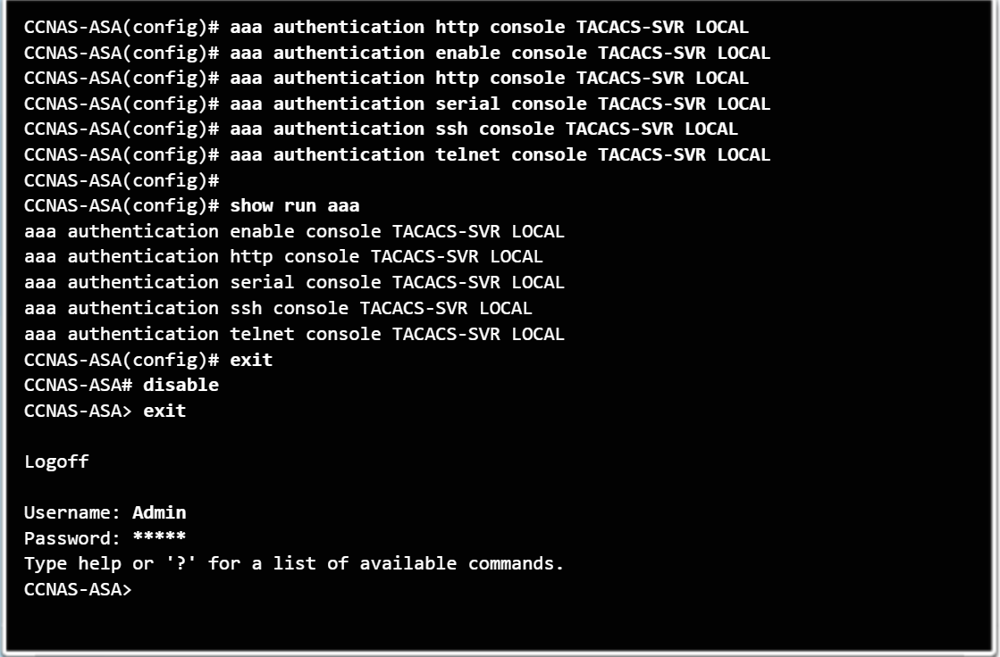 CCNAS-ASA(config)# aaa authentication http console TACACS-SVR LOCAL
CCNAS-ASA(config)# aaa authentication enable console TACACS-SVR LOCAL
CCNAS-ASA(config)# aaa authentication http console TACACS-SVR LOCAL
CCNAS-ASA(config)# aaa authentication serial console TACACS-SVR LOCAL
CCNAS-ASA(config)# aaa authentication ssh console TACACS-SVR LOCAL
CCNAS-ASA(config)# aaa authentication telnet console TACACS-SVR LOCAL
CCNAS-ASA(config)#
CCNAS-ASA(config)# show run aaa
aaa authentication enable console TACACS-SVR LOCAL
aaa authentication http console TACACS-SVR LOCAL
aaa authentication serial console TACACS-SVR LOCAL
aaa authentication ssh console TACACS-SVR LOCAL
aaa authentication telnet console TACACS-SVR LOCAL
CCNAS-ASA(config)# exit
CCNAS-ASA# disable
CCNAS-ASA> exit
Logoff
Username: Admin
Password: *****
Type help or '?' for a list of available commands.
CCNAS-ASA>